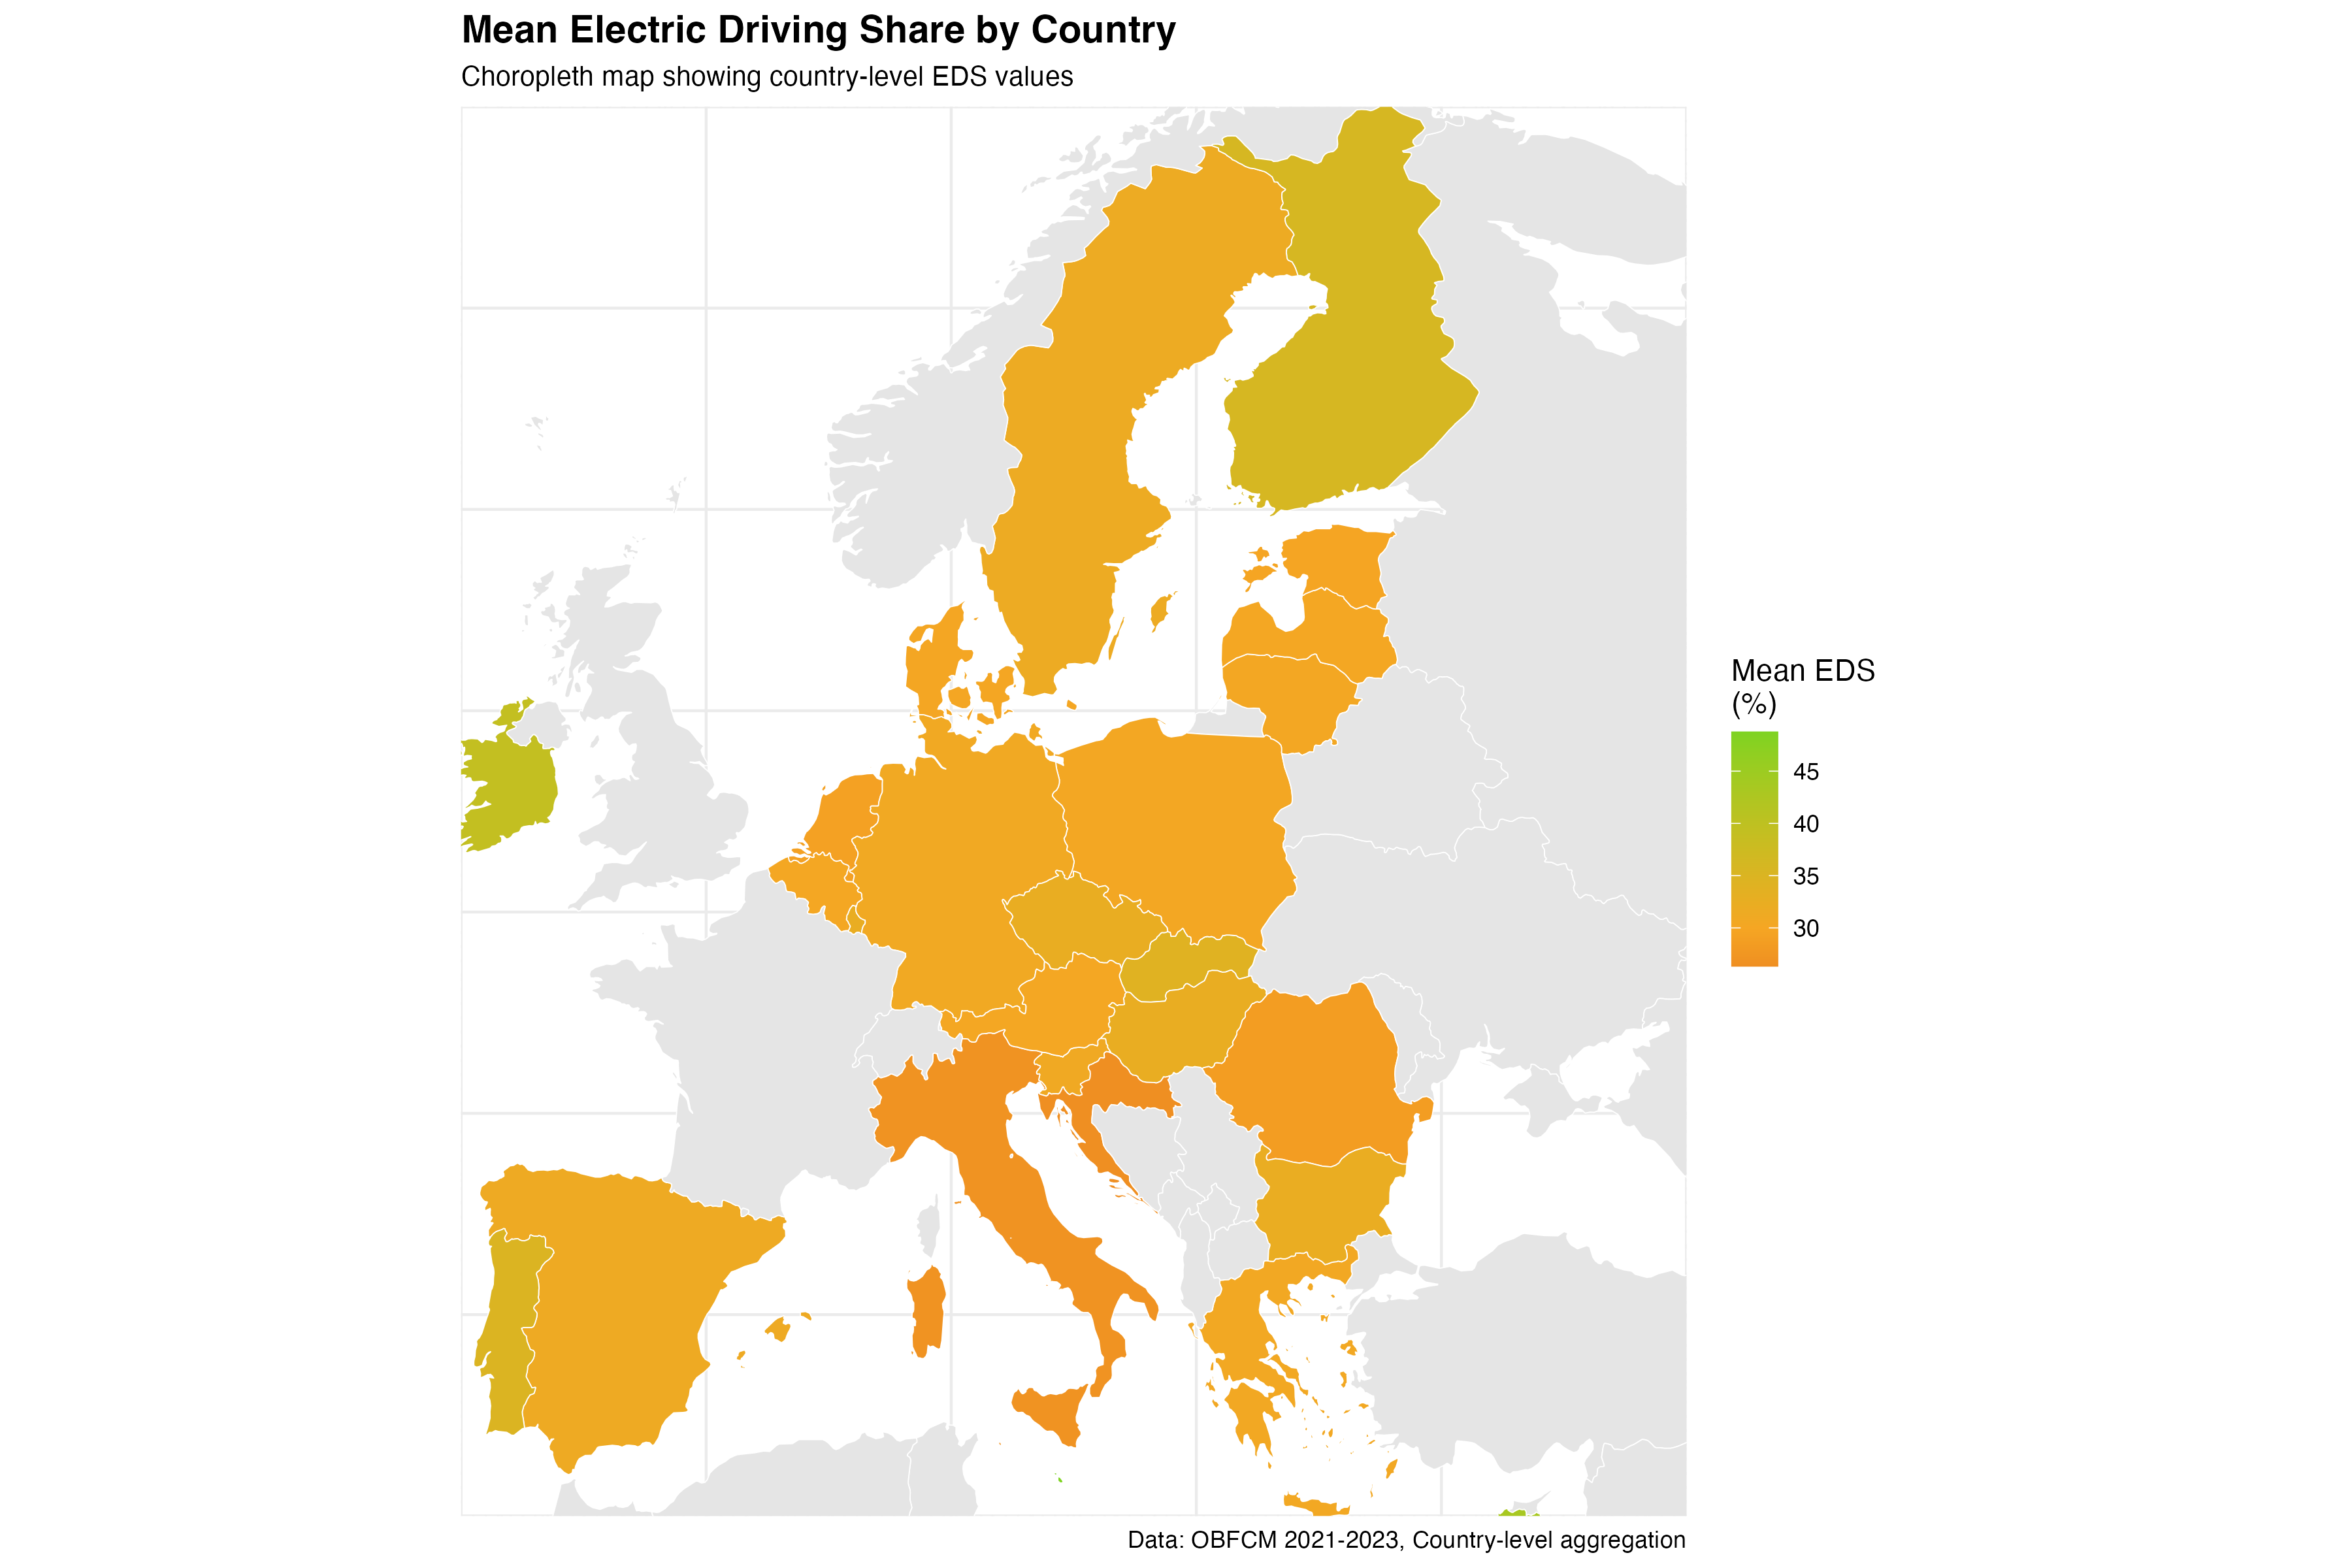 Mean Electric Driving Share by Country
Choropleth map showing country-level EDS values
Mean EDS
(%)
45
40
35
30
Data: OBFCM 2021-2023, Country-level aggregation